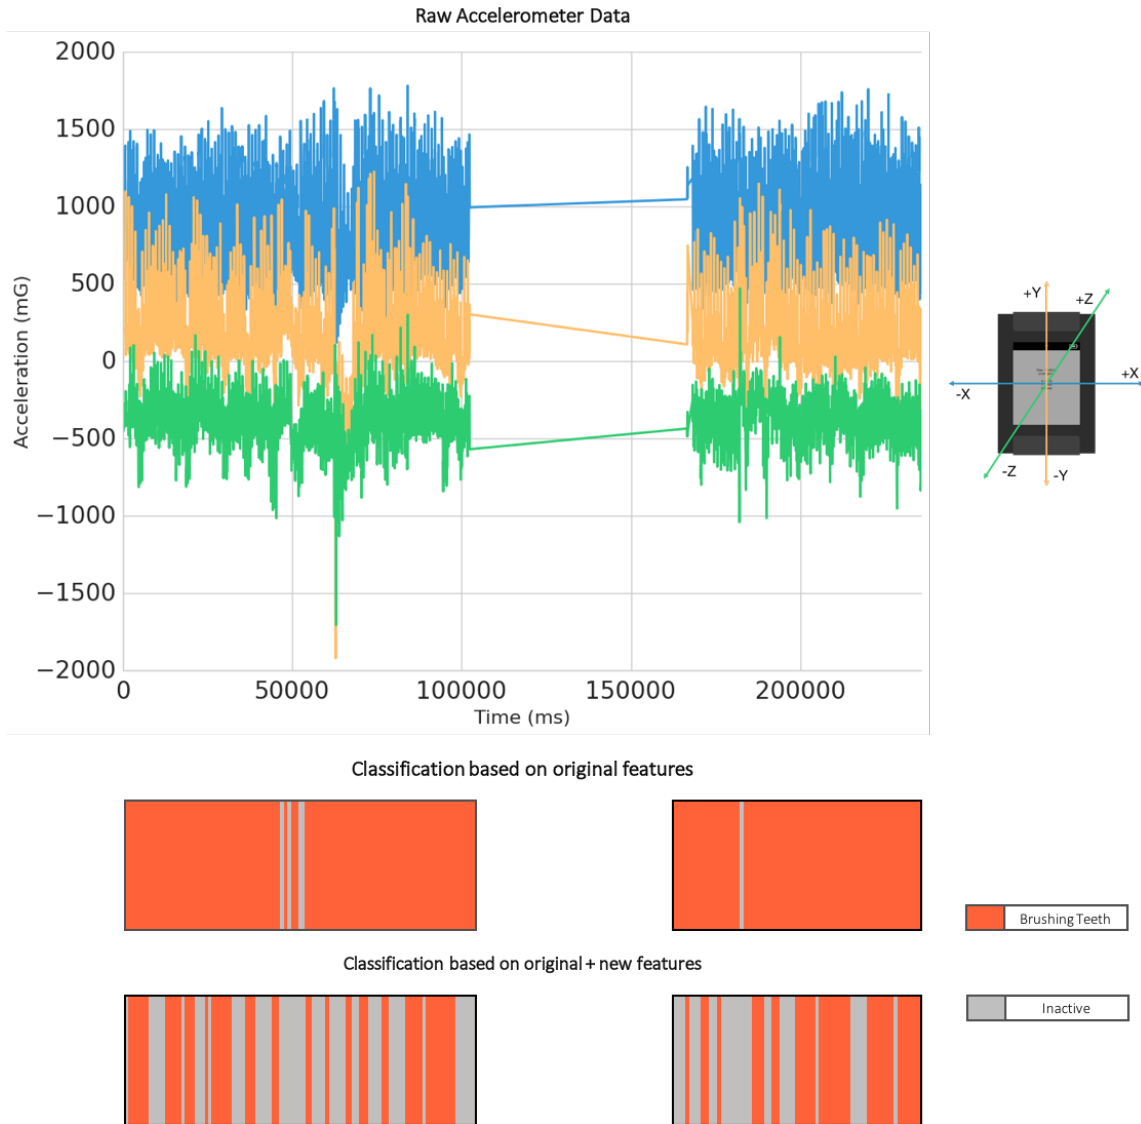 Raw Accelerometer Data
2000
1500
1000
500
0
−500
−1000
−1500
−2000
Acceleration (mG)
0 50000 100000 150000 200000
Time (ms)
+Y
+Z
-X
+X
-Z
-Y
Classification based on original features
Brushing Teeth
Classification based on original + new features
Inactive